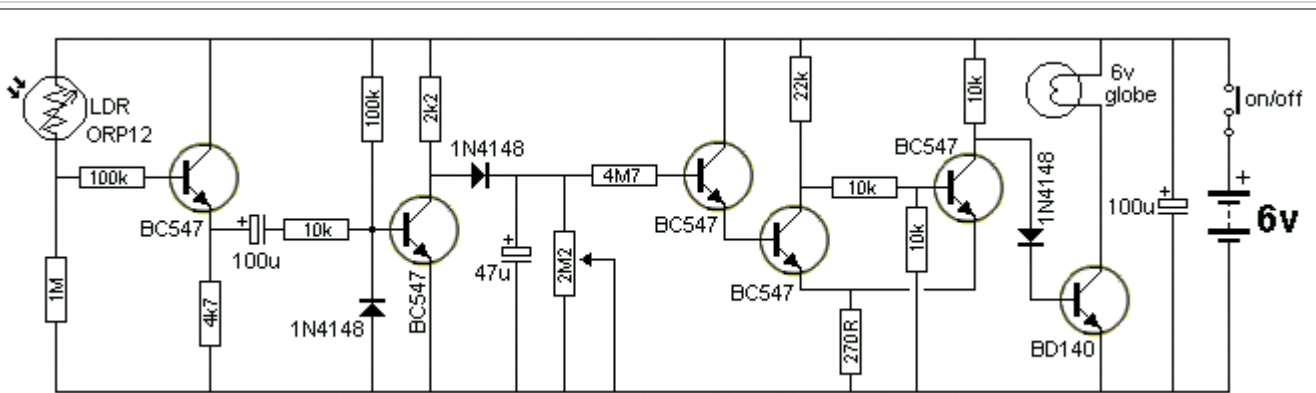 LDR
ORP12
100k
1M
BC547
4k7
+
100u
10k
100k
1N4148
2k2
BC547
1N4148
+
47u
2M2
4M7
BC547
BC547
22k
10k
10k
BC547
10k
1N4148
BD140
6v
globe
+
100u
on/off
+
6v